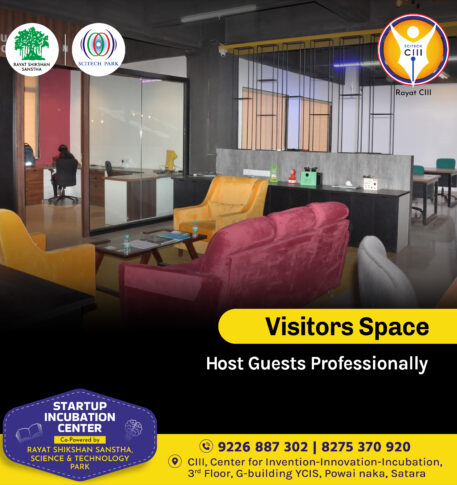 RAYAT SHIKSHAN
SANSTHA
SCITECH PARK
SCITECH
CIII
Rayat CIII
Visitors Space
Host Guests Professionally
STARTUP
INCUBATION
CENTER
Co-Powered by
RAYAT SHIKSHAN SANSTHA,
SCIENCE & TECHNOLOGY
PARK
9226 887 302 | 8275 370 920
CIII, Center for Invention-Innovation-Incubation,
3rd Floor, G-building YCIS, Powai naka, Satara